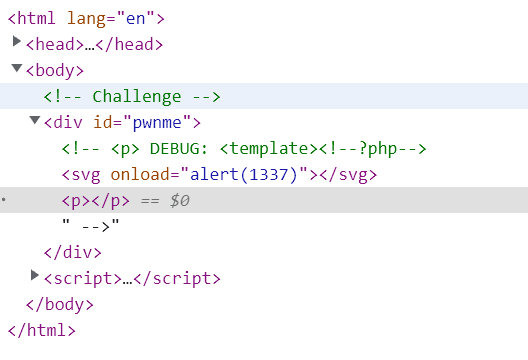 <html lang="en">
<head>…</head>
<body>
<!-- Challenge -->
<div id="pwnme">
<!-- <p> DEBUG: <template><!--?php-->
<svg onload="alert(1337)"></svg>
<p></p> == $0
" -->"
</div>
<script>…</script>
</body>
</html>